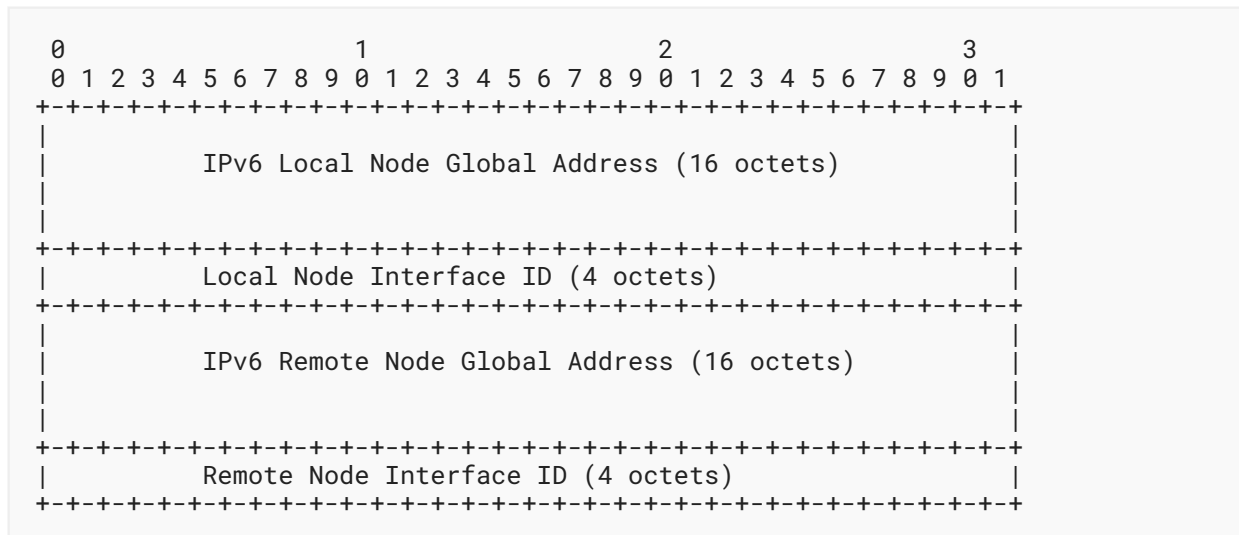 0                   1                   2                   3
 0 1 2 3 4 5 6 7 8 9 0 1 2 3 4 5 6 7 8 9 0 1 2 3 4 5 6 7 8 9 0 1
+-+-+-+-+-+-+-+-+-+-+-+-+-+-+-+-+-+-+-+-+-+-+-+-+-+-+-+-+-+-+-+-+
|                                                               |
|          IPv6 Local Node Global Address (16 octets)           |
|                                                               |
|                                                               |
+-+-+-+-+-+-+-+-+-+-+-+-+-+-+-+-+-+-+-+-+-+-+-+-+-+-+-+-+-+-+-+-+
|          Local Node Interface ID (4 octets)                   |
+-+-+-+-+-+-+-+-+-+-+-+-+-+-+-+-+-+-+-+-+-+-+-+-+-+-+-+-+-+-+-+-+
|                                                               |
|          IPv6 Remote Node Global Address (16 octets)          |
|                                                               |
|                                                               |
+-+-+-+-+-+-+-+-+-+-+-+-+-+-+-+-+-+-+-+-+-+-+-+-+-+-+-+-+-+-+-+-+
|          Remote Node Interface ID (4 octets)                  |
+-+-+-+-+-+-+-+-+-+-+-+-+-+-+-+-+-+-+-+-+-+-+-+-+-+-+-+-+-+-+-+-+